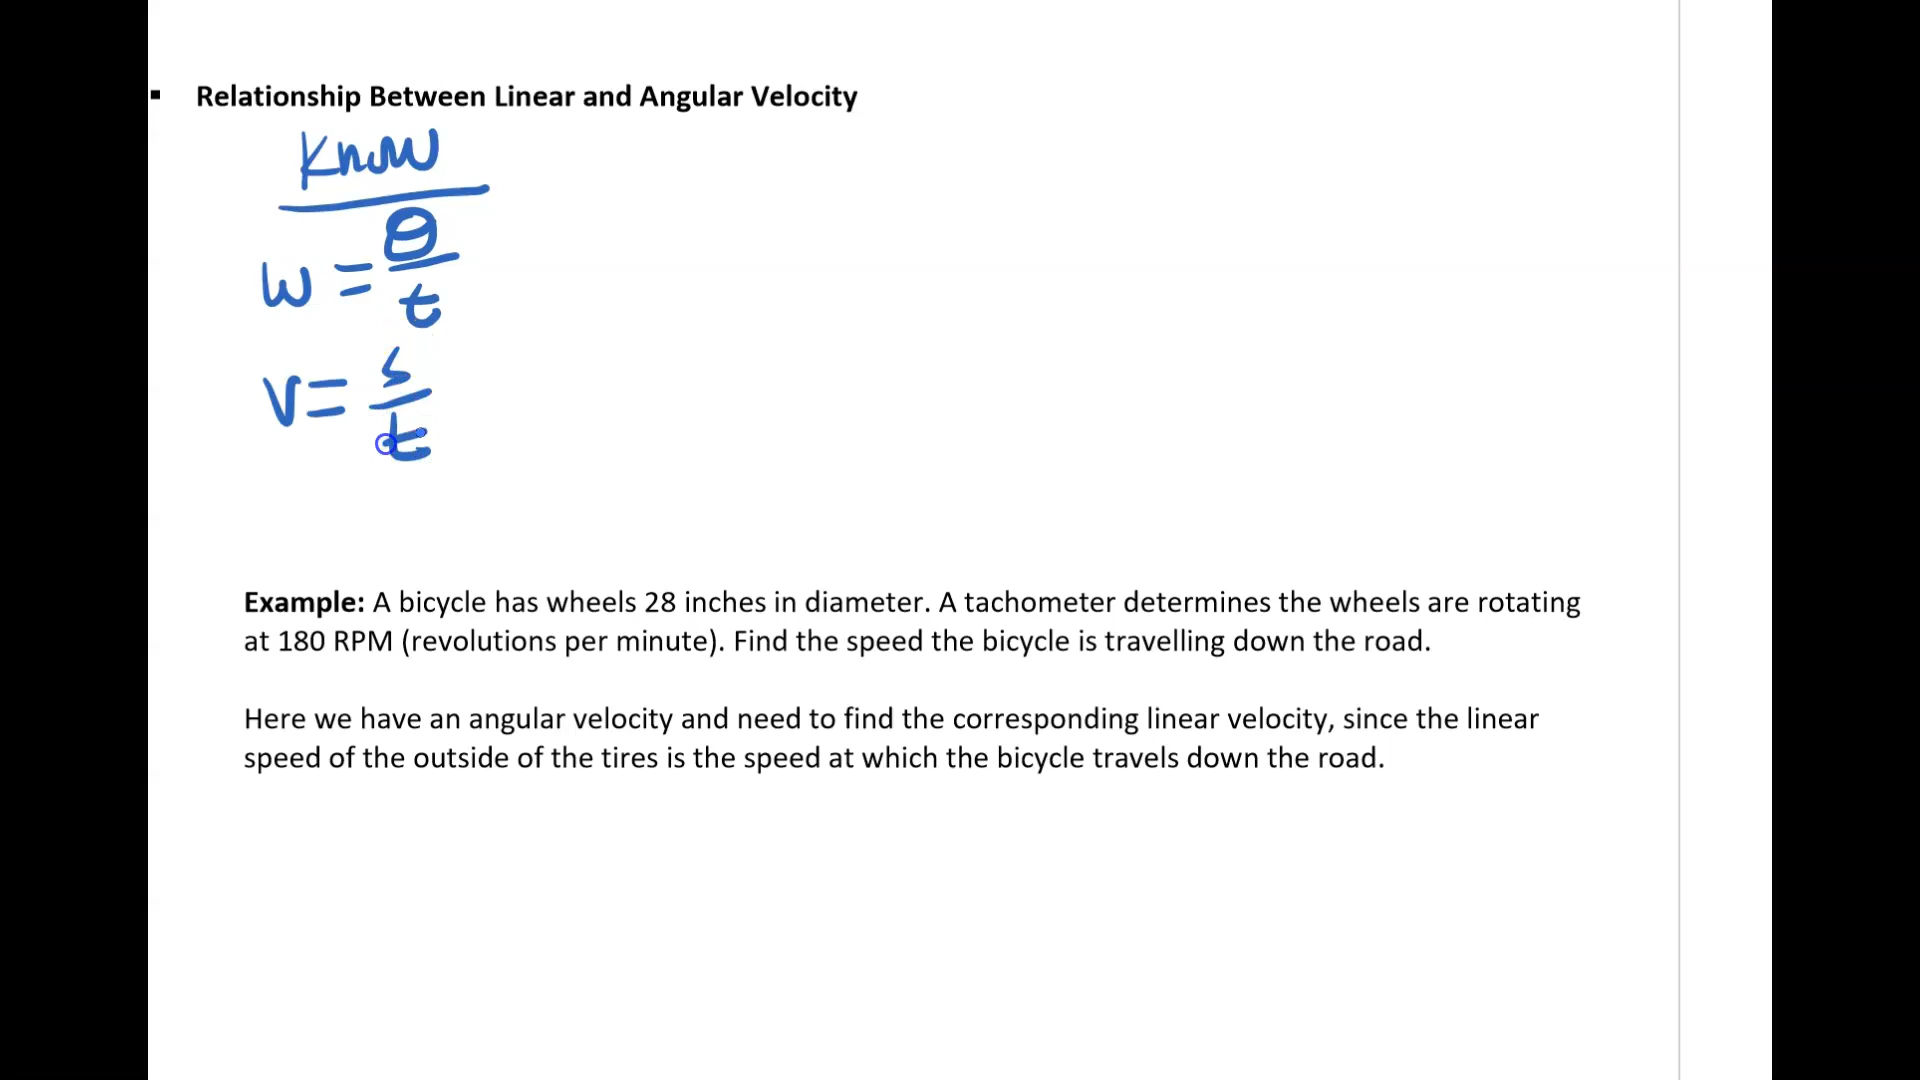 ▪ Relationship Between Linear and Angular Velocity
Know
ω = θ/t
v = s/t
Example: A bicycle has wheels 28 inches in diameter. A tachometer determines the wheels are rotating
at 180 RPM (revolutions per minute). Find the speed the bicycle is travelling down the road.
Here we have an angular velocity and need to find the corresponding linear velocity, since the linear
speed of the outside of the tires is the speed at which the bicycle travels down the road.